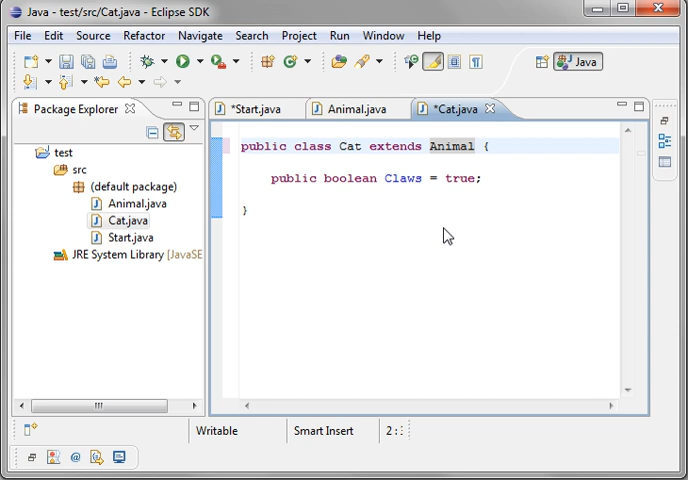 Java - test/src/Cat.java - Eclipse SDK
File Edit Source Refactor Navigate Search Project Run Window Help
Java
Package Explorer
*Start.java
Animal.java
*Cat.java
test
src
(default package)
Animal.java
Cat.java
Start.java
JRE System Library [JavaSE
public class Cat extends Animal {
public boolean Claws = true;
}
Writable
Smart Insert
2 :